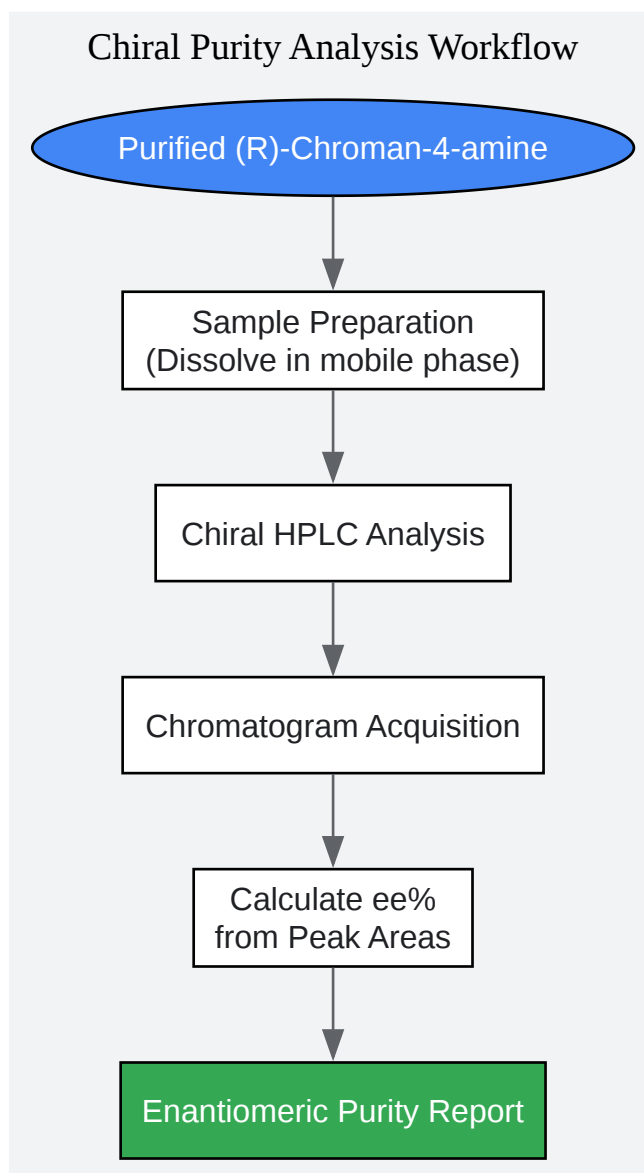 Chiral Purity Analysis Workflow
Purified (R)-Chroman-4-amine
Sample Preparation
(Dissolve in mobile phase)
Chiral HPLC Analysis
Chromatogram Acquisition
Calculate ee%
from Peak Areas
Enantiomeric Purity Report